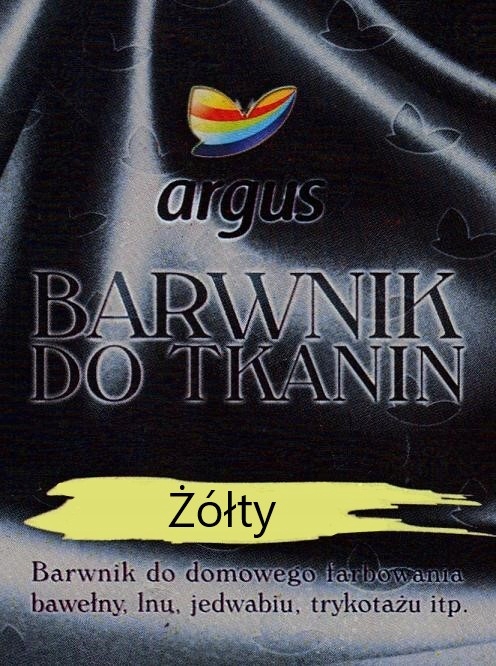 argus
BARWNIK
DO TKANIN
Żółty
Barwnik do domowego farbowania
bawełny, lnu, jedwabiu, trykotażu itp.